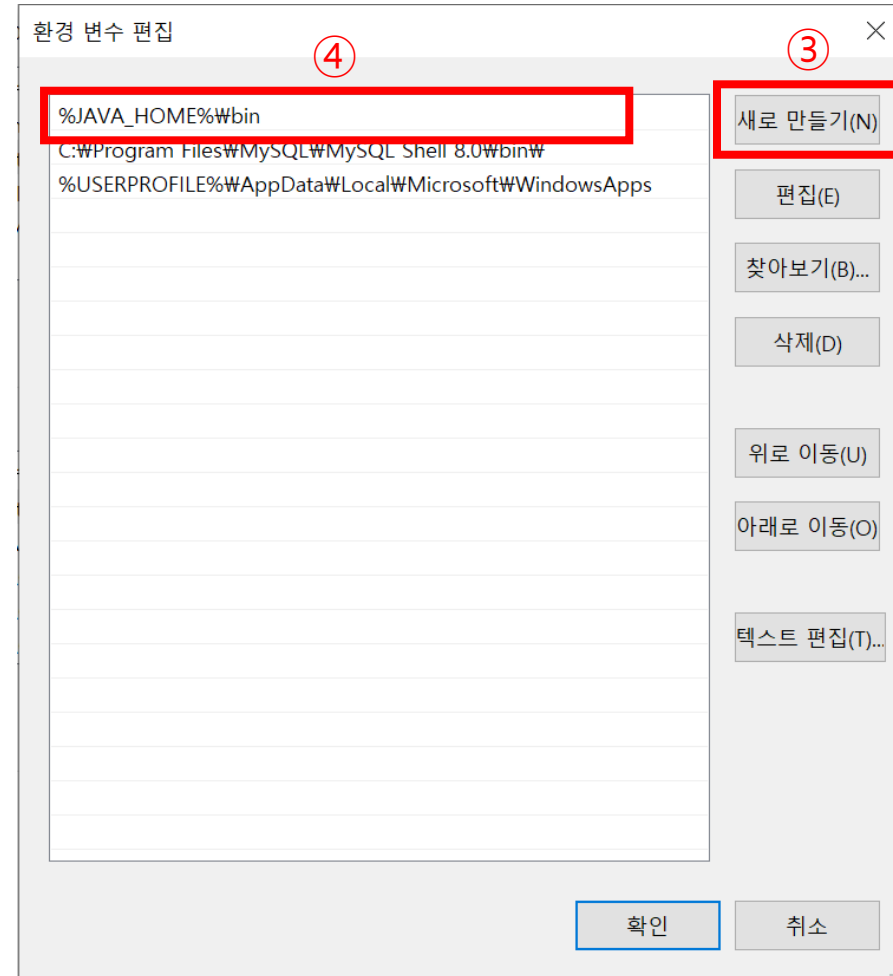 환경 변수 편집
④
③
%JAVA_HOME%₩bin
C:₩Program Files₩MySQL₩MySQL Shell 8.0₩bin₩
%USERPROFILE%₩AppData₩Local₩Microsoft₩WindowsApps
새로 만들기(N)
편집(E)
찾아보기(B)...
삭제(D)
위로 이동(U)
아래로 이동(O)
텍스트 편집(T)...
확인
취소